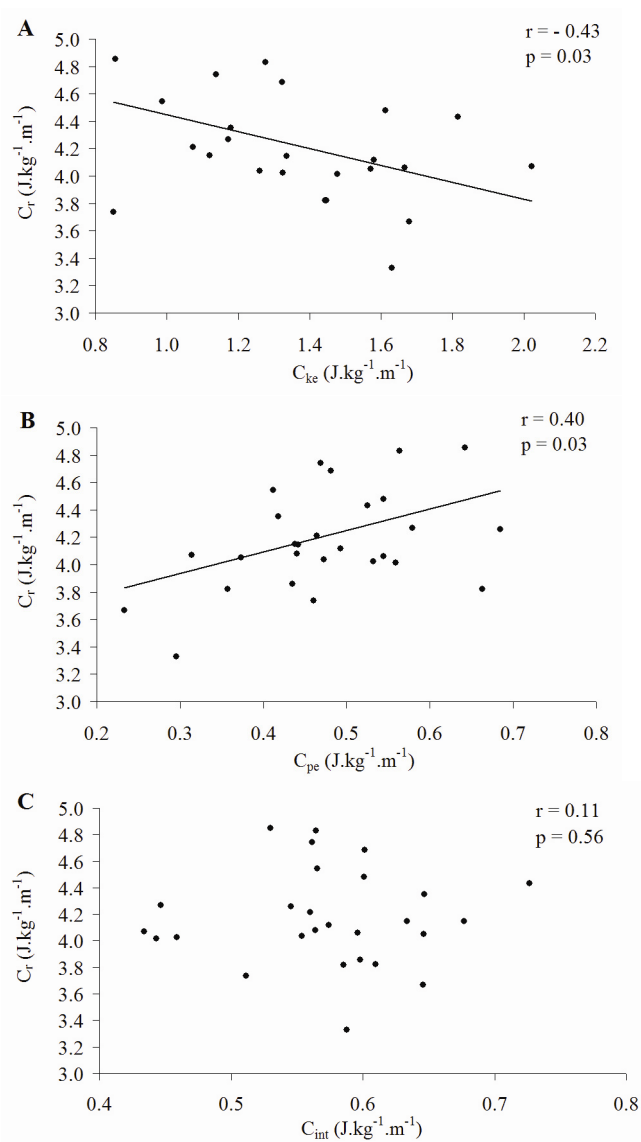 A
r = - 0.43
p = 0.03
5.0
4.8
4.6
4.4
4.2
4.0
3.8
3.6
3.4
3.2
3.0
Cr (J.kg-1.m-1)
0.8 1.0 1.2 1.4 1.6 1.8 2.0 2.2
Cke (J.kg-1.m-1)
B
r = 0.40
p = 0.03
5.0
4.8
4.6
4.4
4.2
4.0
3.8
3.6
3.4
3.2
3.0
Cr (J.kg-1.m-1)
0.2 0.3 0.4 0.5 0.6 0.7 0.8
Cpe (J.kg-1.m-1)
C
r = 0.11
p = 0.56
5.0
4.8
4.6
4.4
4.2
4.0
3.8
3.6
3.4
3.2
3.0
Cr (J.kg-1.m-1)
0.4 0.5 0.6 0.7 0.8
Cint (J.kg-1.m-1)